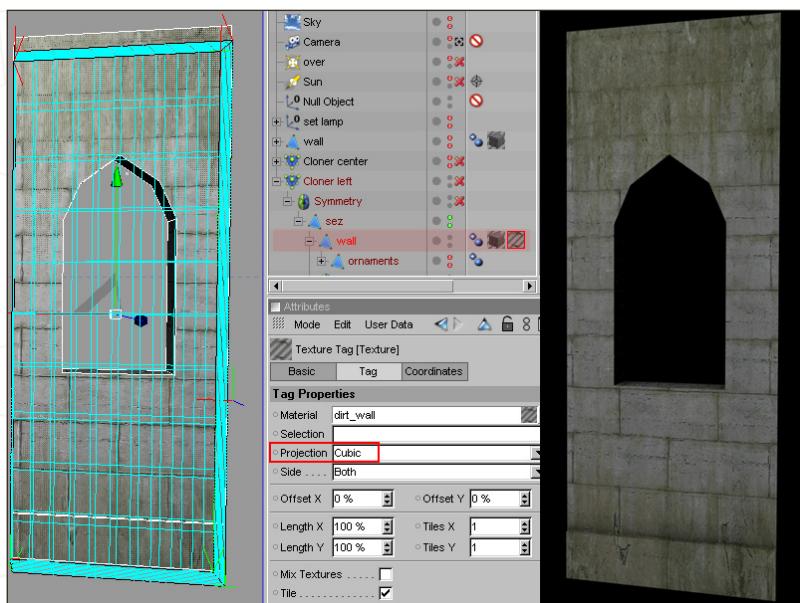 Sky
Camera
over
Sun
Null Object
set lamp
wall
Cloner center
Cloner left
Symmetry
sez
wall
ornaments
Attributes
Mode Edit User Data
Texture Tag [Texture]
Basic Tag Coordinates
Tag Properties
Material dirt_wall
Selection
Projection Cubic
Side . . . . Both
Offset X 0 % Offset Y 0 %
Length X 100 % Tiles X 1
Length Y 100 % Tiles Y 1
Mix Textures . . . . .
Tile . . . . . . . . . . . .